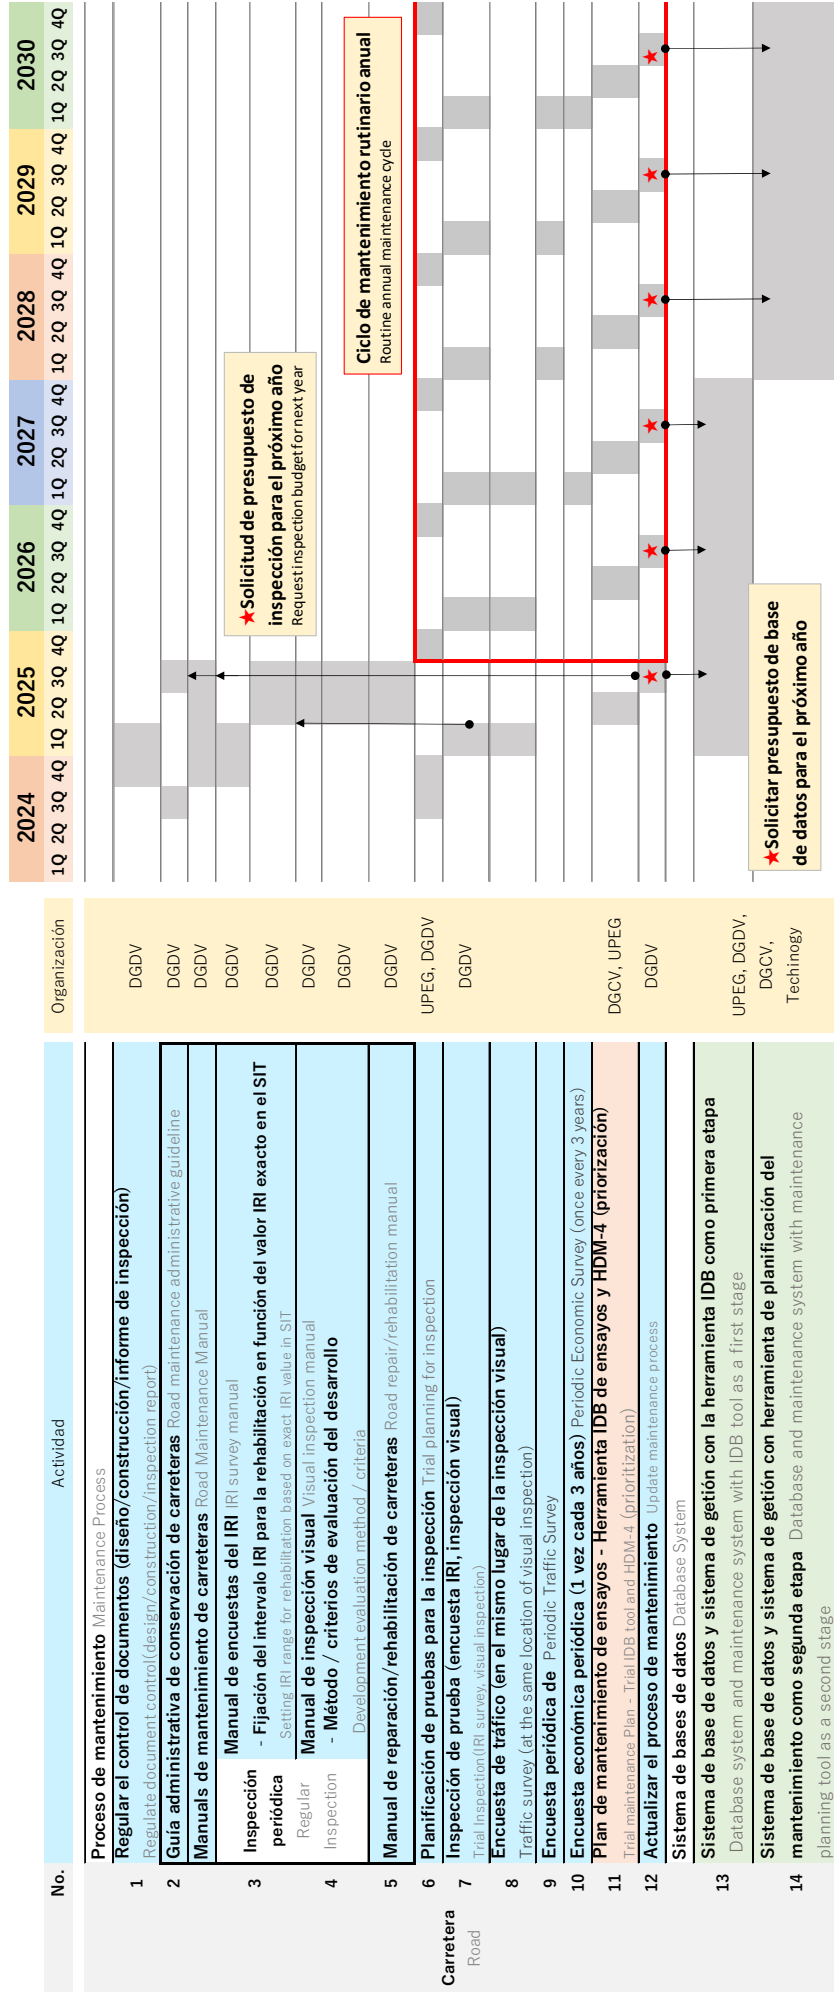 No.
Actividad
Organización
2024
2025
2026
2027
2028
2029
2030
1Q 2Q 3Q 4Q 1Q 2Q 3Q 4Q 1Q 2Q 3Q 4Q 1Q 2Q 3Q 4Q 1Q 2Q 3Q 4Q 1Q 2Q 3Q 4Q 1Q 2Q 3Q 4Q
Carretera
Road
Proceso de mantenimiento Maintenance Process
1
Regular el control de documentos (diseño/construcción/informe de inspección)
Regulate document control(design/construction/inspection report)
DGDV
2
Guía administrativa de conservación de carreteras Road maintenance administrative guideline
DGDV
Manuals de mantenimiento de carreteras Road Maintenance Manual
DGDV
3
Inspección
periódica
Regular
Inspection
Manual de encuestas del IRI IRI survey manual
DGDV
- Fijación del intervalo IRI para la rehabilitación en función del valor IRI exacto en el SIT
Setting IRI range for rehabilitation based on exact IRI value in SIT
DGDV
4
Manual de inspección visual Visual inspection manual
DGDV
- Método / criterios de evaluación del desarrollo
Development evaluation method / criteria
DGDV
5
Manual de reparación/rehabilitación de carreteras Road repair/rehabilitation manual
DGDV
6
Planificación de pruebas para la inspección Trial planning for inspection
UPEG, DGDV
7
Inspección de prueba (encuesta IRI, inspección visual)
Trial Inspection(IRI survey, visual inspection)
DGDV
8
Encuesta de tráfico (en el mismo lugar de la inspección visual)
Traffic survey (at the same location of visual inspection)
9
Encuesta periódica de Periodic Traffic Survey
10
Encuesta económica periódica (1 vez cada 3 años) Periodic Economic Survey (once every 3 years)
11
Plan de mantenimiento de ensayos - Herramienta IDB de ensayos y HDM-4 (priorización)
Trial maintenance Plan - Trial IDB tool and HDM-4 (prioritization)
DGCV, UPEG
12
Actualizar el proceso de mantenimiento Update maintenance process
DGDV
Sistema de bases de datos Database System
13
Sistema de base de datos y sistema de getión con la herramienta IDB como primera etapa
Database system and maintenance system with IDB tool as a first stage
14
Sistema de base de datos y sistema de getión con herramienta de planificación del
mantenimiento como segunda etapa Database and maintenance system with maintenance
planning tool as a second stage
UPEG, DGDV,
DGCV,
Techinogy
★Solicitud de presupuesto de
inspección para el próximo año
Request inspection budget for next year
Ciclo de mantenimiento rutinario anual
Routine annual maintenance cycle
★Solicitar presupuesto de base
de datos para el próximo año